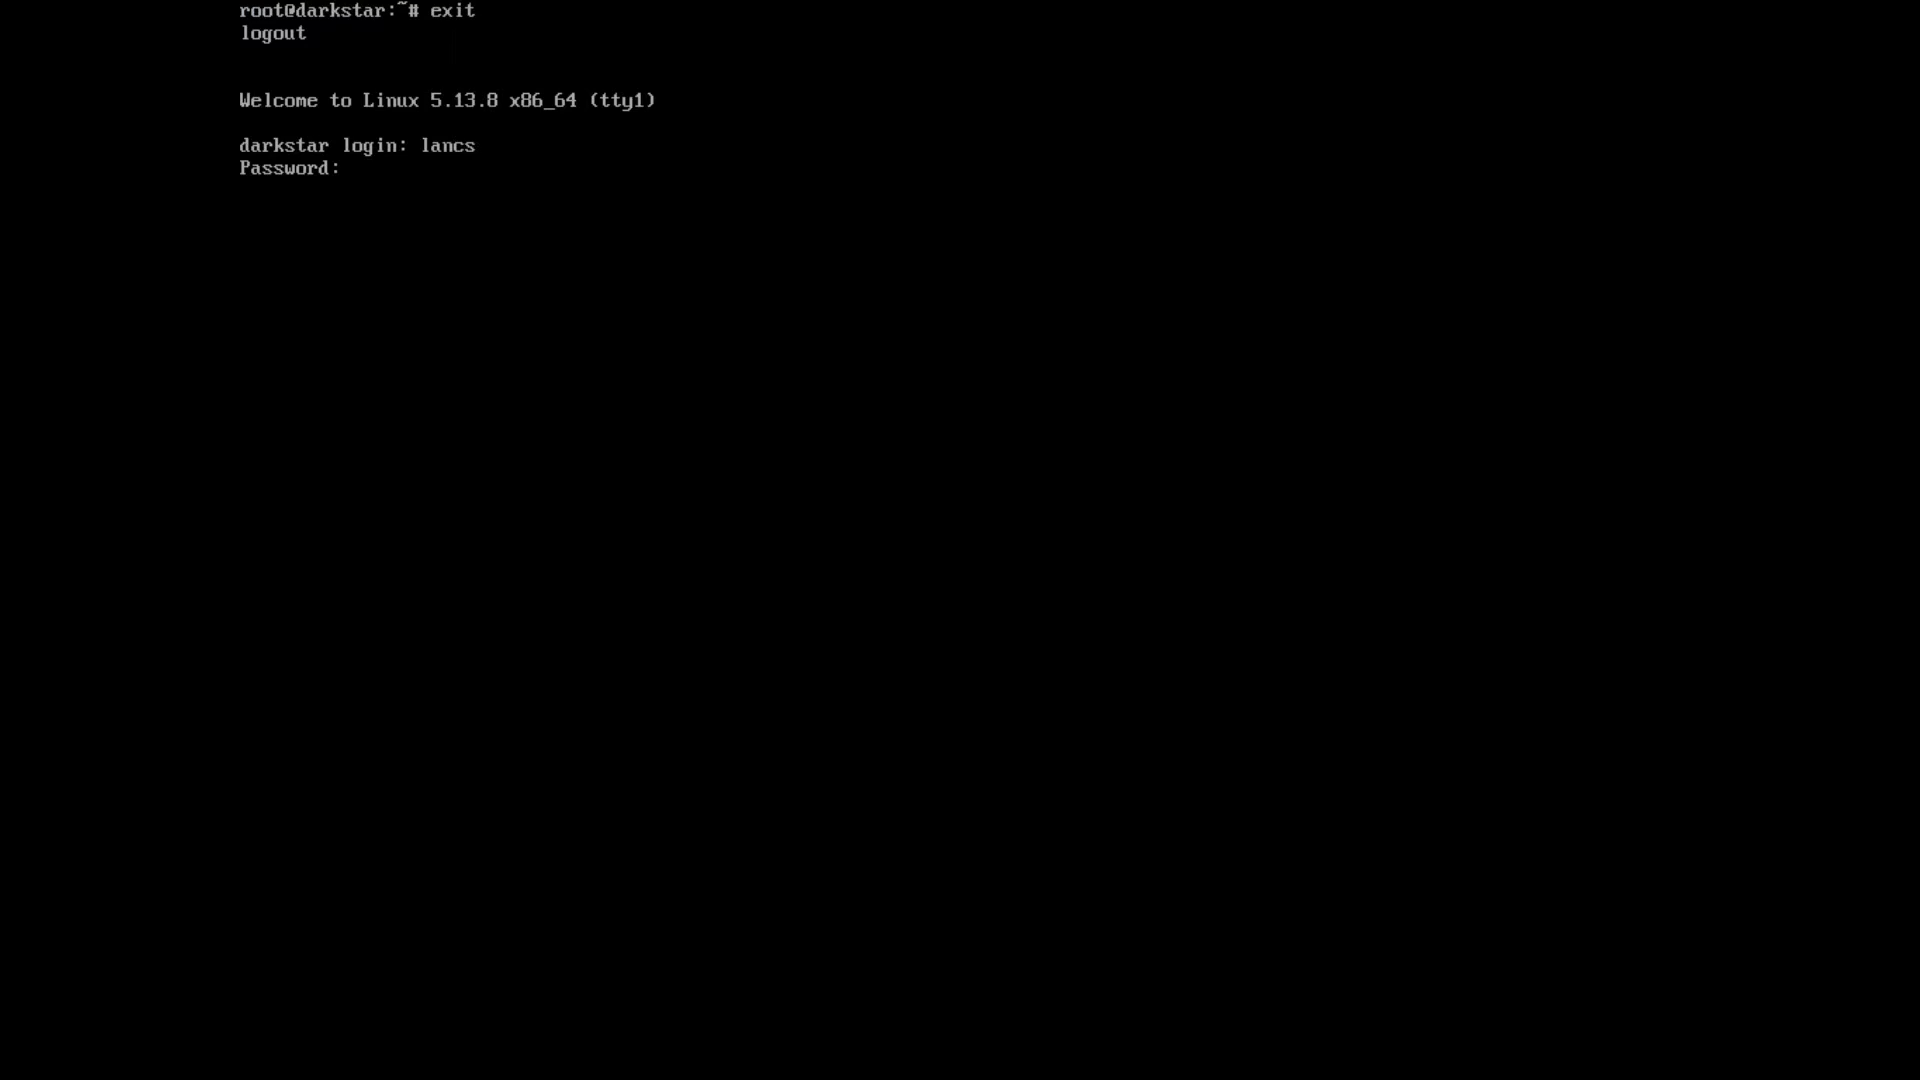 root@darkstar:~# exit
logout
Welcome to Linux 5.13.8 x86_64 (tty1)
darkstar login: lancs
Password: